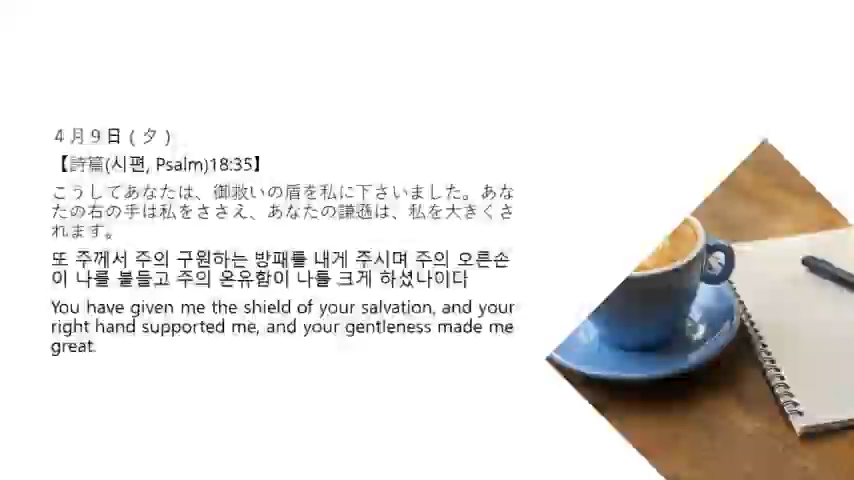 4月9日(夕)
【詩篇(시편, Psalm)18:35】
こうしてあなたは、御救いの盾を私に下さいました。あな
たの右の手は私をささえ、あなたの謙遜は、私を大きくさ
れます。
또 주께서 주의 구원하는 방패를 내게 주시며 주의 오른손
이 나를 붙들고 주의 온유함이 나를 크게 하셨나이다
You have given me the shield of your salvation, and your
right hand supported me, and your gentleness made me
great.